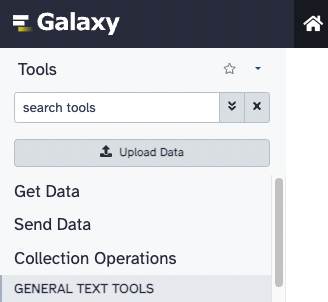 Galaxy
Tools
search tools
Upload Data
Get Data
Send Data
Collection Operations
GENERAL TEXT TOOLS